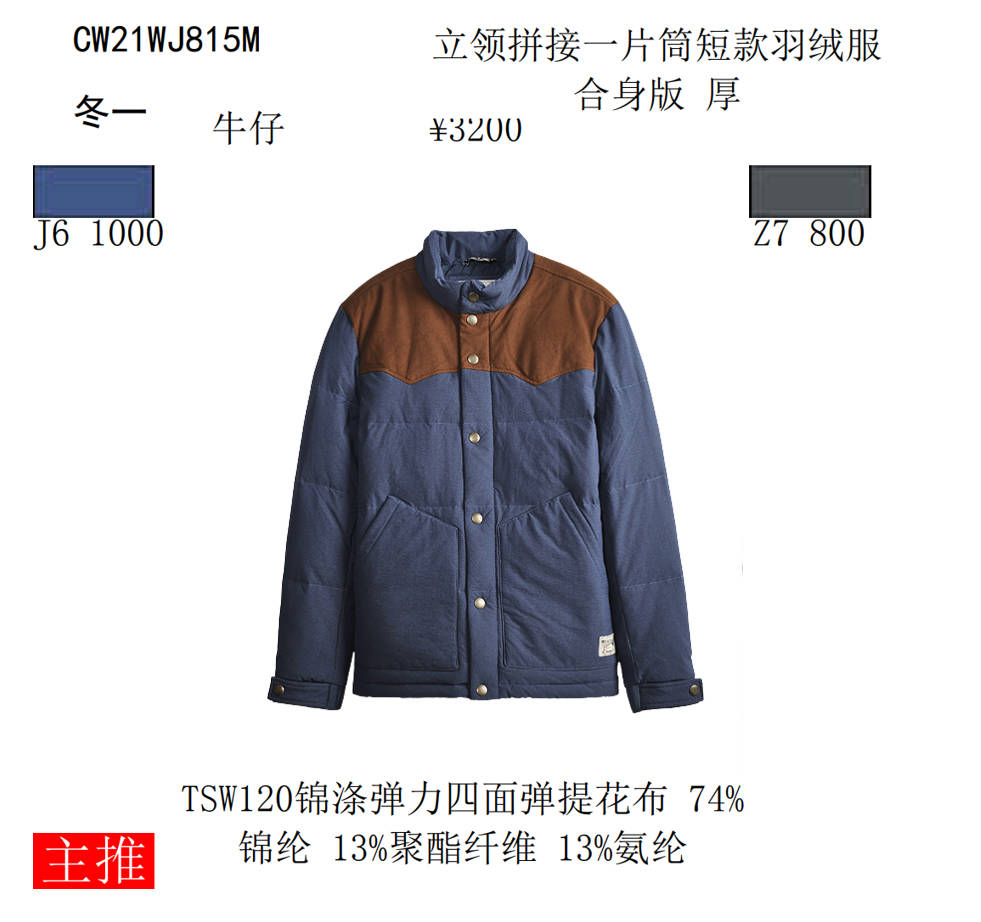 CW21WJ815M
立领拼接一片筒短款羽绒服
合身版 厚
冬一
牛仔
¥3200
J6 1000
Z7 800
TSW120锦涤弹力四面弹提花布 74%
锦纶 13%聚酯纤维 13%氨纶
主推